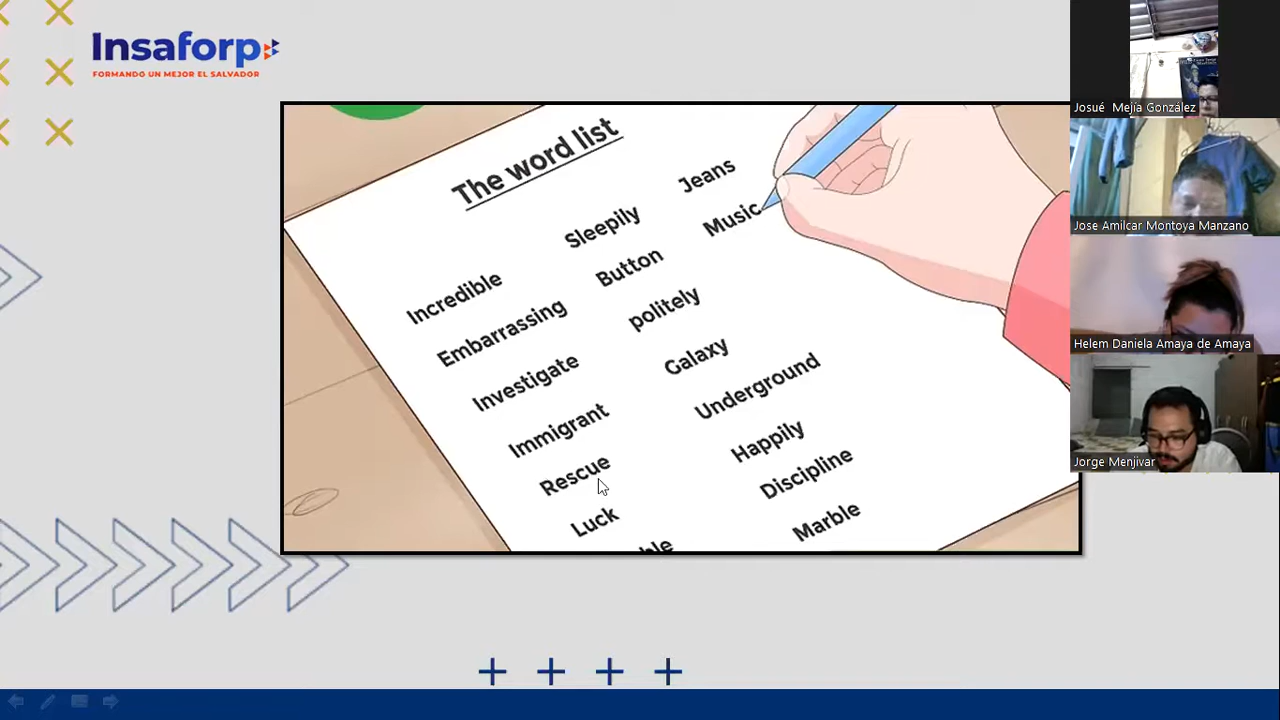 Insaforp
FORMANDO UN MEJOR EL SALVADOR
The word list
Incredible
Embarrassing
Investigate
Immigrant
Rescue
Luck
Sleepily
Button
politely
Galaxy
Underground
Happily
Discipline
Marble
Jeans
Music
Josué Mejía González
Jose Amilcar Montoya Manzano
Helem Daniela Amaya de Amaya
Jorge Menjivar